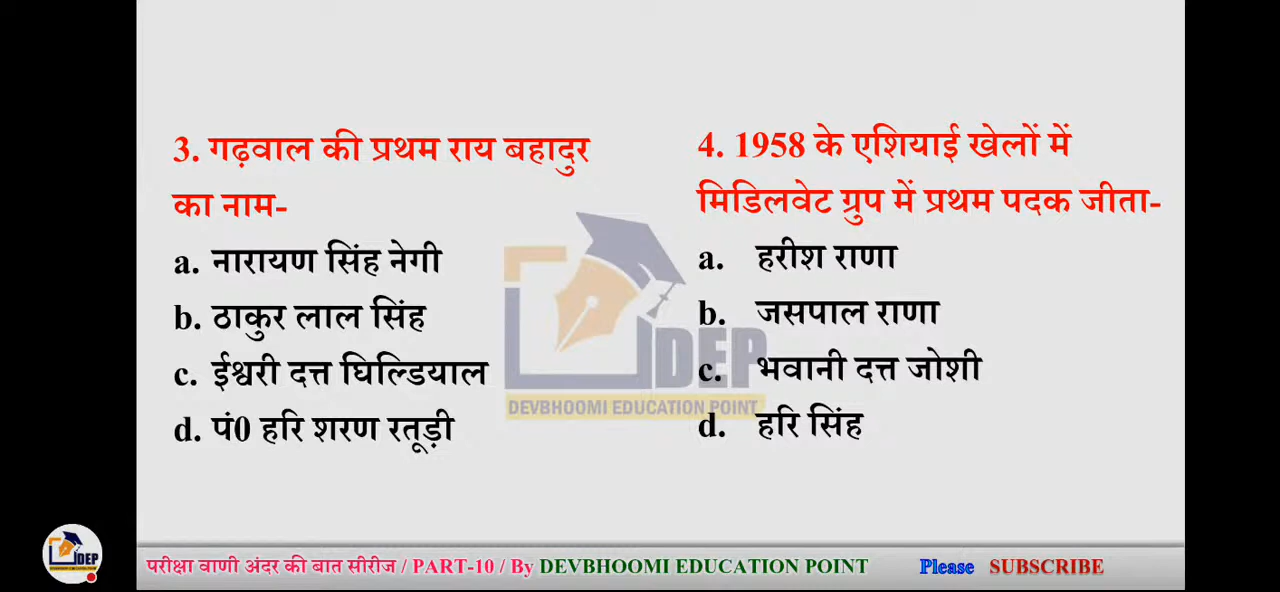 3. गढ़वाल की प्रथम राय बहादुर
का नाम-
a. नारायण सिंह नेगी
b. ठाकुर लाल सिंह
c. ईश्वरी दत्त घिल्डियाल
d. पं0 हरि शरण रतूड़ी
4. 1958 के एशियाई खेलों में
मिडिलवेट ग्रुप में प्रथम पदक जीता-
a. हरीश राणा
b. जसपाल राणा
c. भवानी दत्त जोशी
d. हरि सिंह
DEP
DEVBHOOMI EDUCATION POINT
DEP
परीक्षा वाणी अंदर की बात सीरीज / PART-10 / By DEVBHOOMI EDUCATION POINT Please SUBSCRIBE